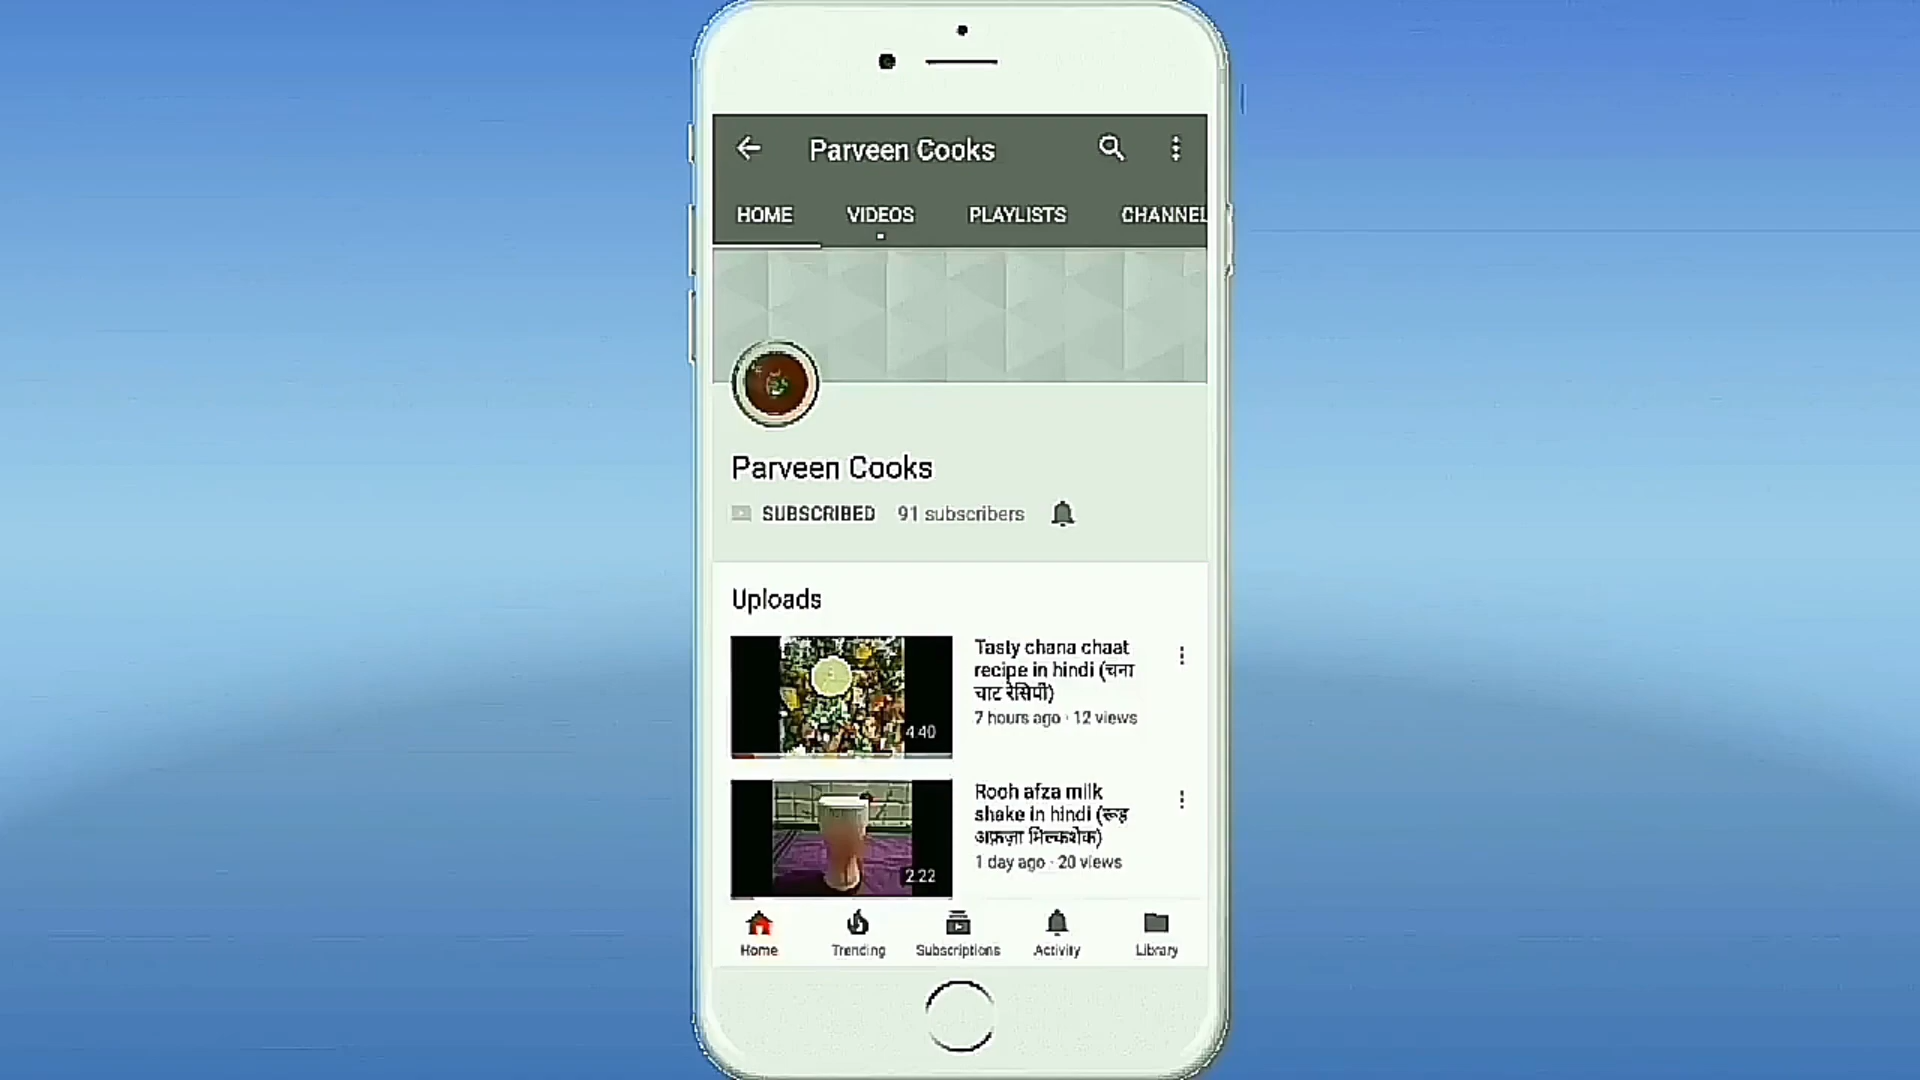 Parveen Cooks
HOME VIDEOS PLAYLISTS CHANNEL
Parveen Cooks
SUBSCRIBED 91 subscribers
Uploads
Tasty chana chaat
recipe in hindi (चना
चाट रेसिपी)
7 hours ago · 12 views
4:40
Rooh afza milk
shake in hindi (रूह
अफ़ज़ा मिल्कशेक)
1 day ago · 20 views
2:22
Home Trending Subscriptions Activity Library